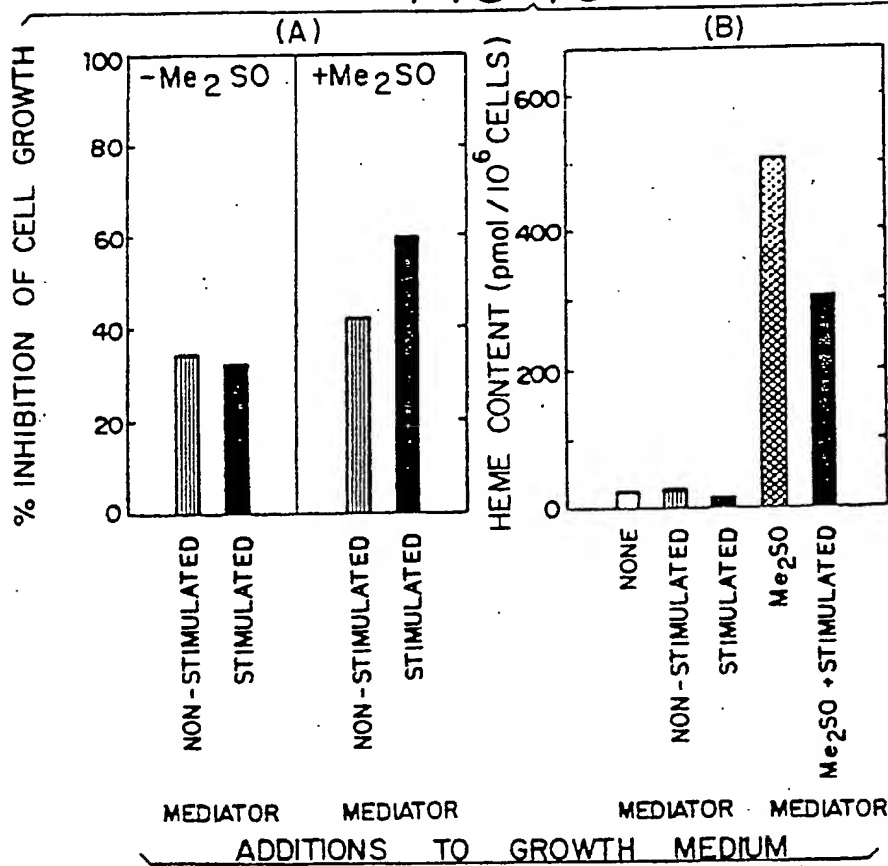 (A)
(B)
% INHIBITION OF CELL GROWTH
100
80
60
40
20
0
-Me2SO
+Me2SO
NON-STIMULATED
STIMULATED
NON-STIMULATED
STIMULATED
MEDIATOR
MEDIATOR
HEME CONTENT (pmol/10⁶ CELLS)
600
400
200
0
NONE
NON-STIMULATED
STIMULATED
Me2SO
Me2SO +STIMULATED
MEDIATOR
MEDIATOR
ADDITIONS TO GROWTH MEDIUM